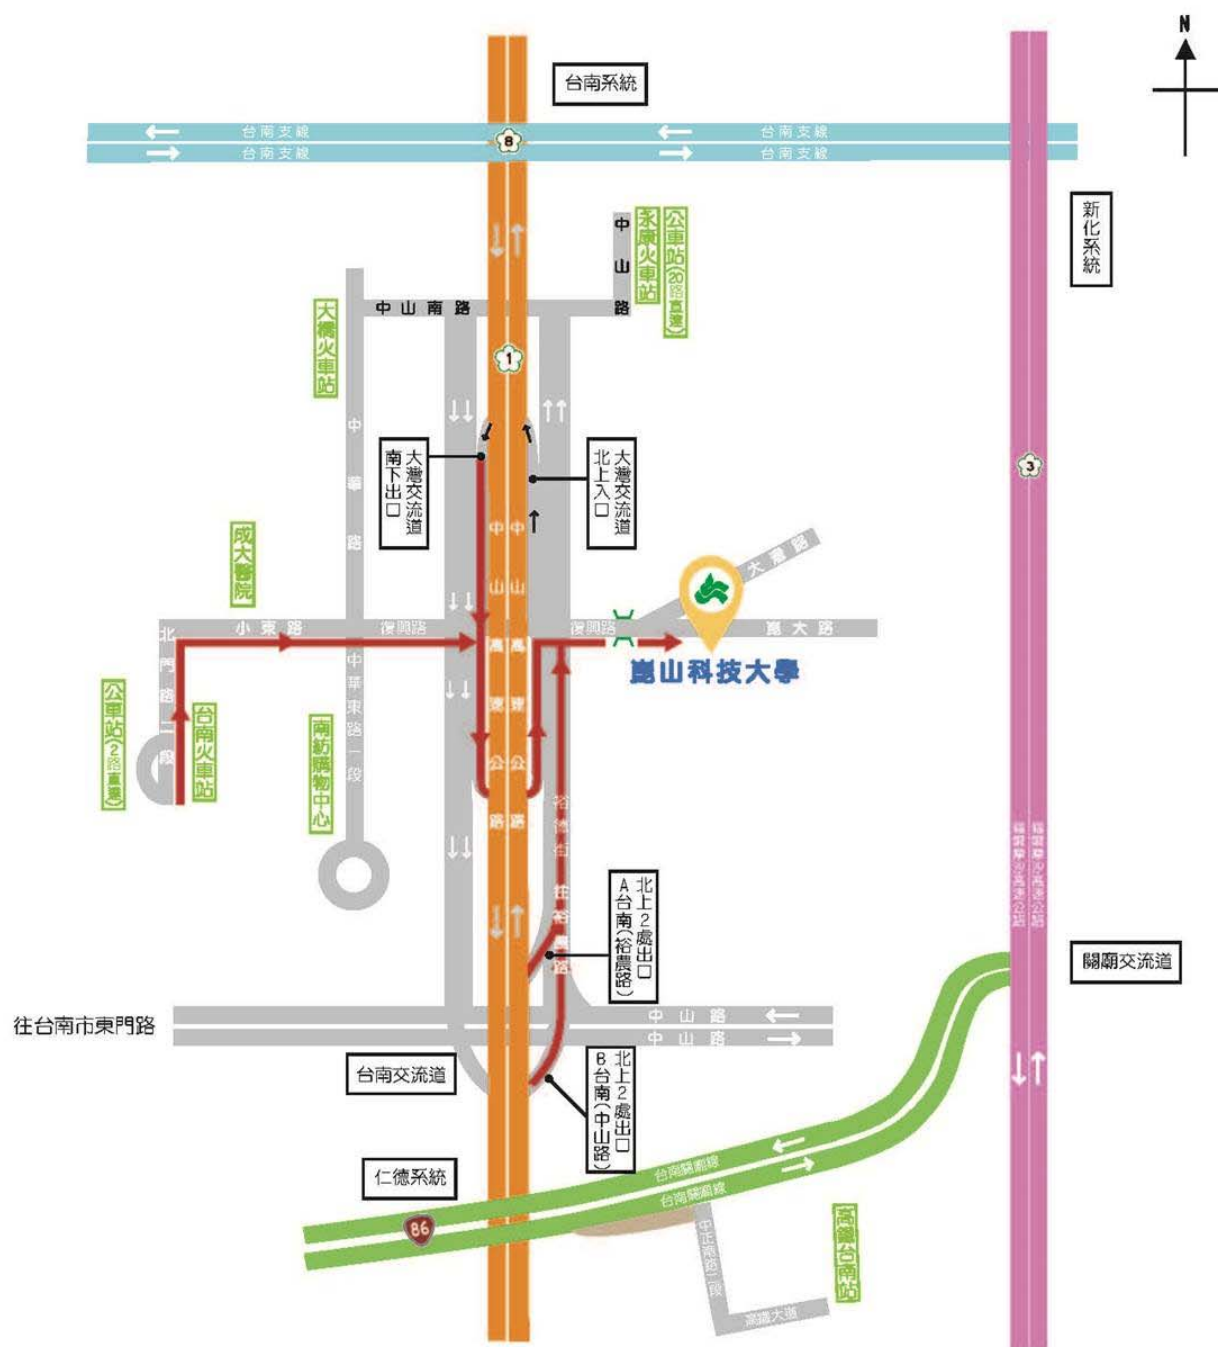 N
台南系統
台南支線
台南支線
台南支線
台南支線
8
新化系統
中山路
永康火車站
公車站(20路直達)
中山南路
大橋火車站
1
中華路
大灣交流道
南下出口
大灣交流道
北上入口
3
中山高速公路
中山高速公路
成大醫院
大灣路
小東路
復興路
復興路
崑大路
崑山科技大學
北門路二段
公車站(2路直達)
台南火車站
中華東路一段
南紡購物中心
裕德街
往裕農路
福爾摩沙高速公路
福爾摩沙高速公路
北上2處出口
A台南(裕農路)
關廟交流道
往台南市東門路
中山路
中山路
台南交流道
北上2處出口
B台南(中山路)
仁德系統
台南關廟線
台南關廟線
86
中正南路二段
高鐵台南站
高鐵大道